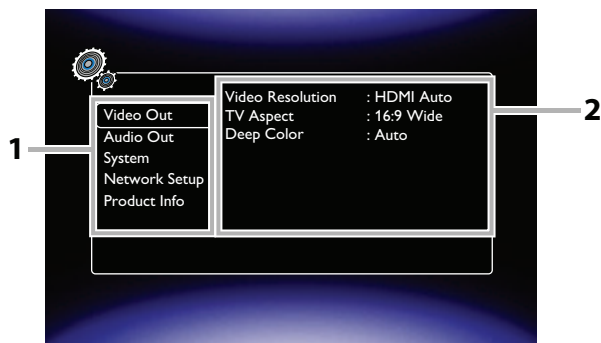 1
Video Out
Audio Out
System
Network Setup
Product Info
Video Resolution : HDMI Auto
TV Aspect : 16:9 Wide
Deep Color : Auto
2